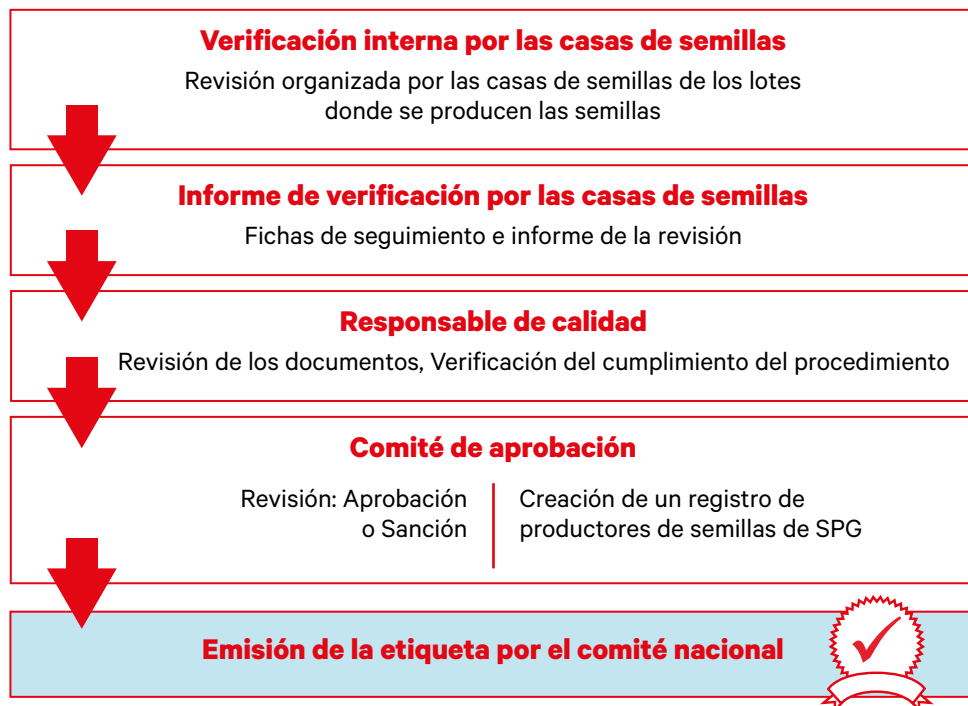 Verificación interna por las casas de semillas
Revisión organizada por las casas de semillas de los lotes
donde se producen las semillas
Informe de verificación por las casas de semillas
Fichas de seguimiento e informe de la revisión
Responsable de calidad
Revisión de los documentos, Verificación del cumplimiento del procedimiento
Comité de aprobación
Revisión: Aprobación
o Sanción
Creación de un registro de
productores de semillas de SPG
Emisión de la etiqueta por el comité nacional